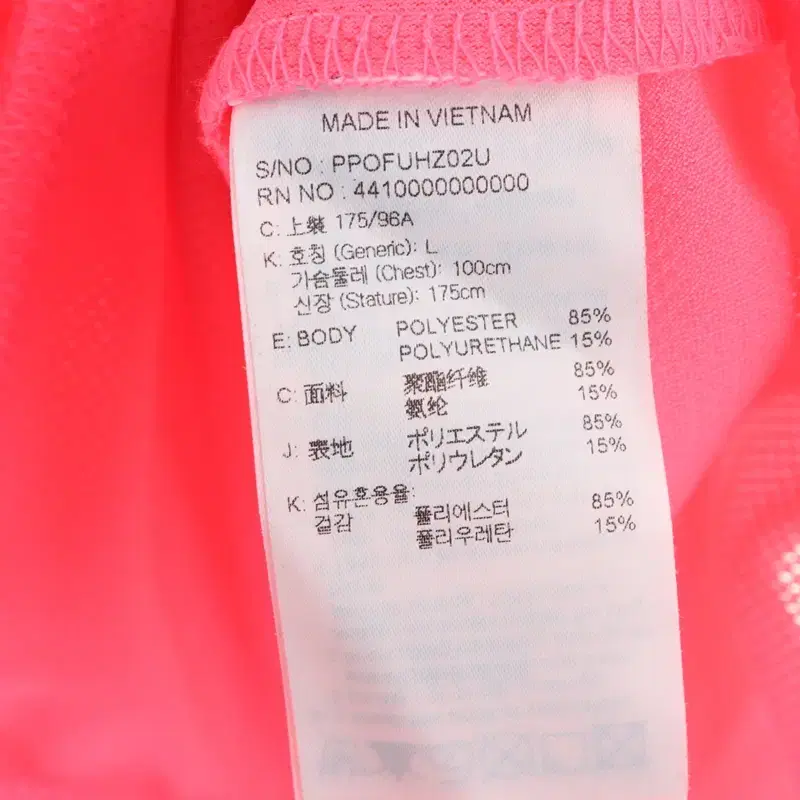 MADE IN VIETNAM
S/NO : PPOFUHZ02U
RN NO : 4410000000000
C: 上裝 175/96A
K: 호칭 (Generic): L
가슴둘레 (Chest): 100cm
신장 (Stature): 175cm
E: BODY POLYESTER 85%
POLYURETHANE 15%
C: 面料 聚酯纤维 85%
氨纶 15%
J: 表地 ポリエステル 85%
ポリウレタン 15%
K: 섬유혼용율:
겉감 폴리에스터 85%
폴리우레탄 15%